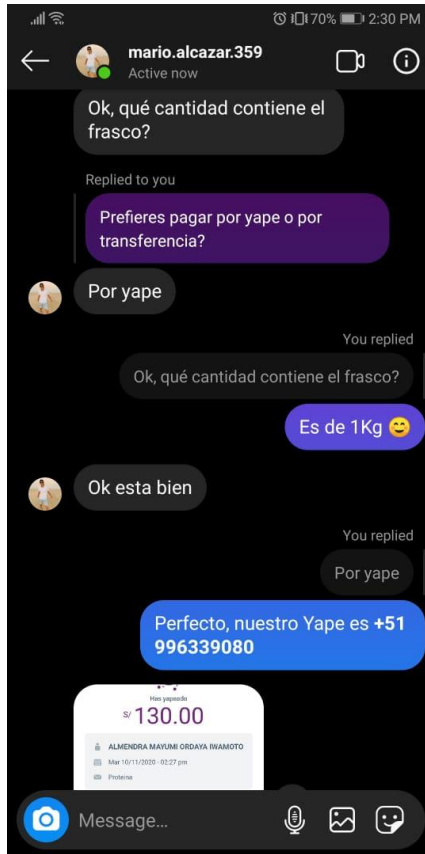 70% 2:30 PM
mario.alcazar.359
Active now
Ok, qué cantidad contiene el
frasco?
Replied to you
Prefieres pagar por yape o por
transferencia?
Por yape
You replied
Ok, qué cantidad contiene el frasco?
Es de 1Kg 😊
Ok esta bien
You replied
Por yape
Perfecto, nuestro Yape es +51
996339080
Has yapeado
S/ 130.00
ALMENDRA MAYUMI ORDAYA IWAMOTO
Mar 10/11/2020 - 02:27 pm
Proteina
Message...